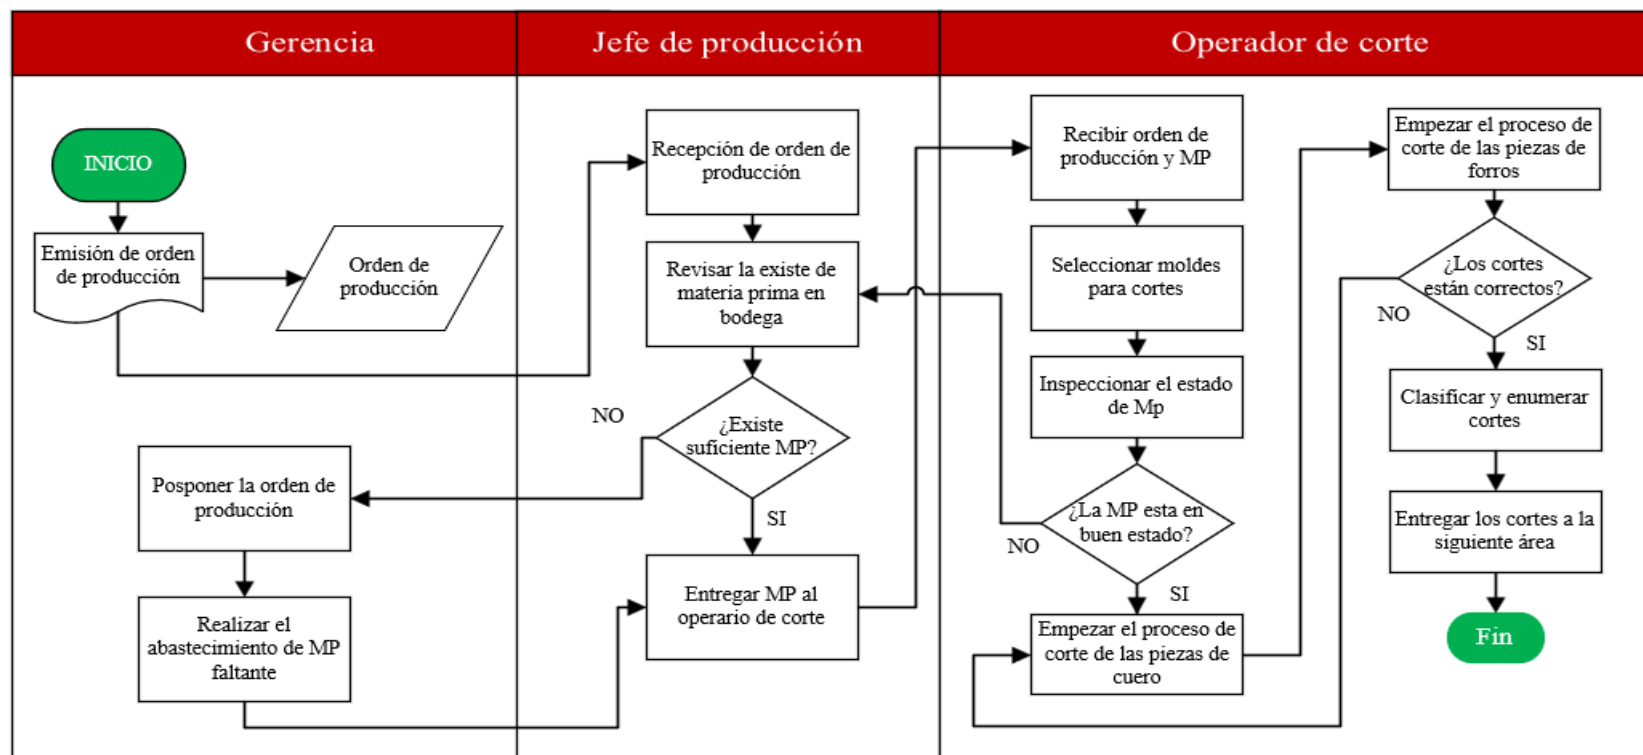 Gerencia
Jefe de producción
Operador de corte
INICIO
Emisión de orden
de producción
Orden de
producción
Posponer la orden de
producción
Realizar el
abastecimiento de MP
faltante
Recepción de orden de
producción
Revisar la existe de
materia prima en
bodega
¿Existe
suficiente MP?
NO
SI
Entregar MP al
operario de corte
Recibir orden de
producción y MP
Seleccionar moldes
para cortes
Inspeccionar el estado
de Mp
¿La MP esta en
buen estado?
NO
SI
Empezar el proceso de
corte de las piezas de
cuero
Empezar el proceso de
corte de las piezas de
forros
¿Los cortes
están correctos?
NO
SI
Clasificar y enumerar
cortes
Entregar los cortes a la
siguiente área
Fin